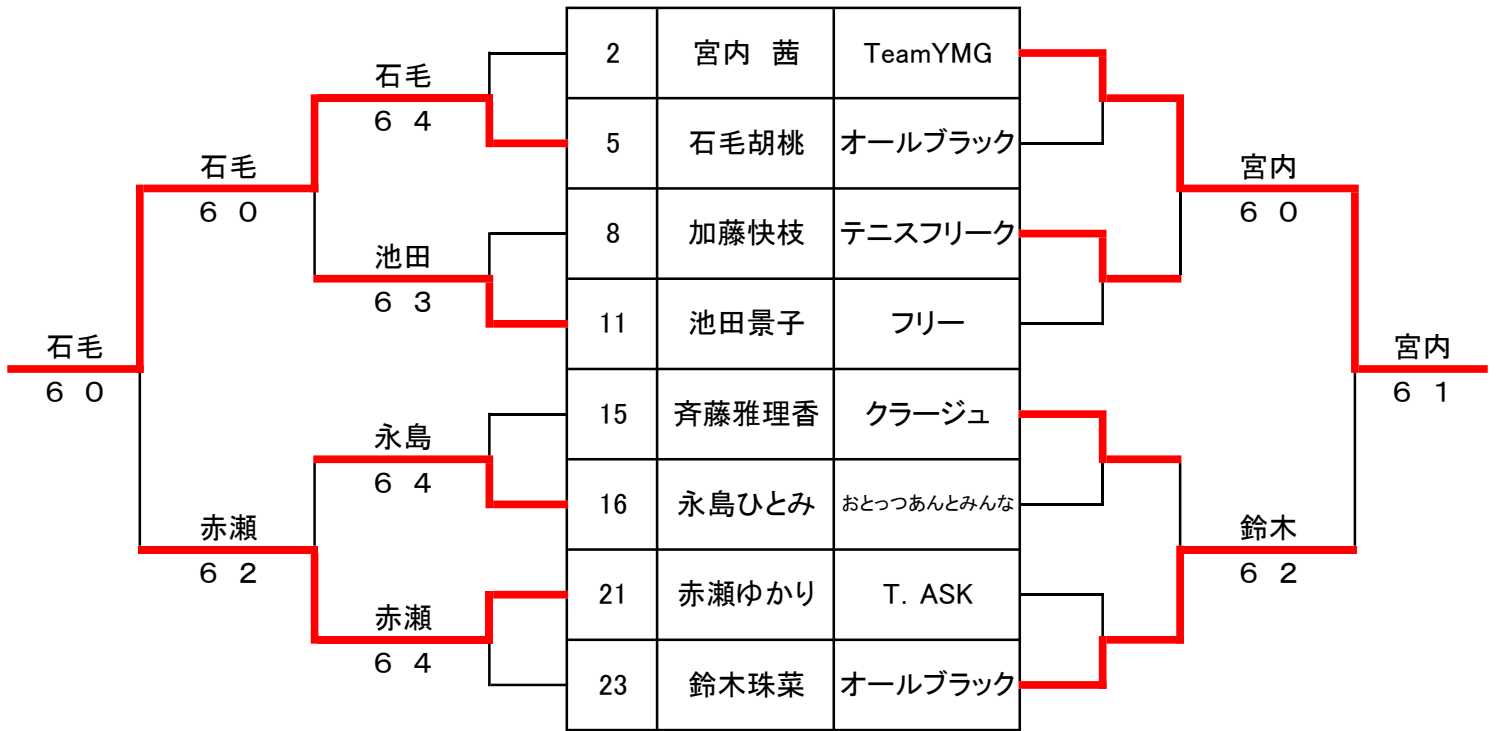 2 宮内 茜 TeamYMG
石毛
6 4
5 石毛胡桃 オールブラック
石毛
6 0
宮内
6 0
8 加藤快枝 テニスフリーク
池田
6 3
11 池田景子 フリー
石毛
6 0
宮内
6 1
15 斉藤雅理香 クラージュ
永島
6 4
16 永島ひとみ おとっつあんとみんな
赤瀬
6 2
鈴木
6 2
21 赤瀬ゆかり T. ASK
赤瀬
6 4
23 鈴木珠菜 オールブラック